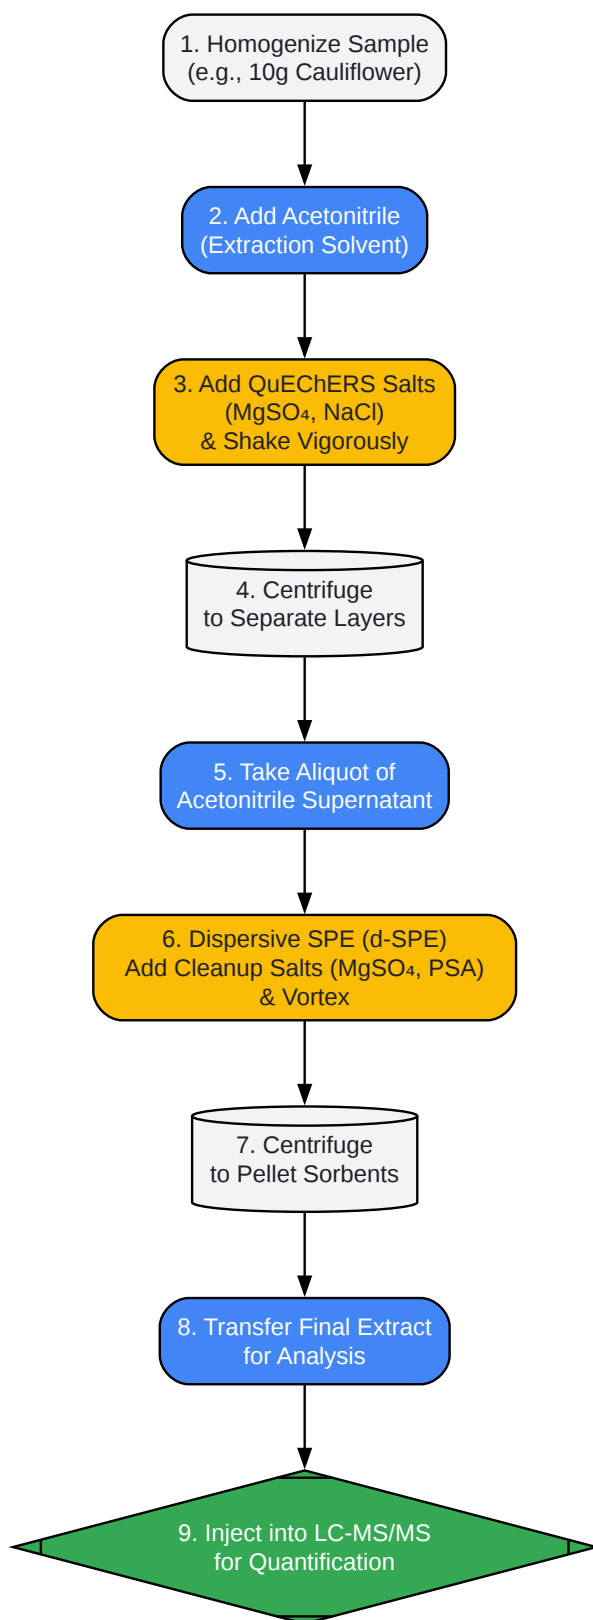 1. Homogenize Sample
(e.g., 10g Cauliflower)
2. Add Acetonitrile
(Extraction Solvent)
3. Add QuEChERS Salts
(MgSO₄, NaCl)
& Shake Vigorously
4. Centrifuge
to Separate Layers
5. Take Aliquot of
Acetonitrile Supernatant
6. Dispersive SPE (d-SPE)
Add Cleanup Salts (MgSO₄, PSA)
& Vortex
7. Centrifuge
to Pellet Sorbents
8. Transfer Final Extract
for Analysis
9. Inject into LC-MS/MS
for Quantification